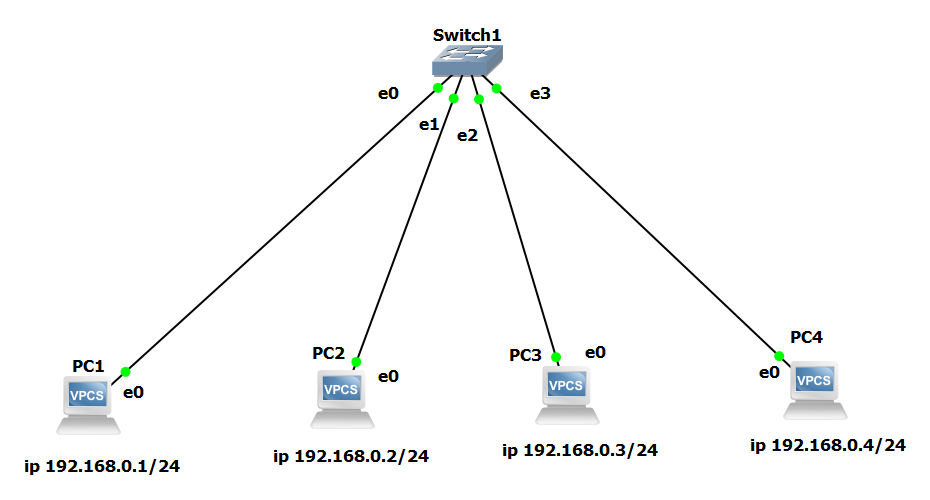 Switch1
e0
e3
e1
e2
PC1
e0
VPCS
ip 192.168.0.1/24
PC2
e0
VPCS
ip 192.168.0.2/24
PC3
e0
VPCS
ip 192.168.0.3/24
PC4
e0
VPCS
ip 192.168.0.4/24